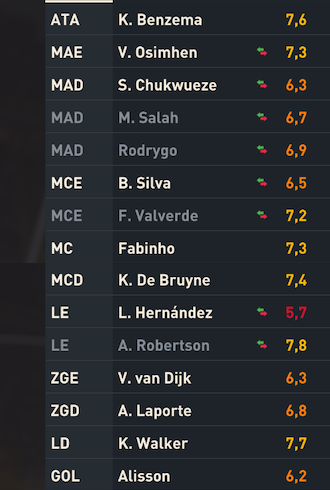 ATA K. Benzema 7,6
MAE V. Osimhen 7,3
MAD S. Chukwueze 6,3
MAD M. Salah 6,7
MAD Rodrygo 6,9
MCE B. Silva 6,5
MCE F. Valverde 7,2
MC Fabinho 7,3
MCD K. De Bruyne 7,4
LE L. Hernández 5,7
LE A. Robertson 7,8
ZGE V. van Dijk 6,3
ZGD A. Laporte 6,8
LD K. Walker 7,7
GOL Alisson 6,2